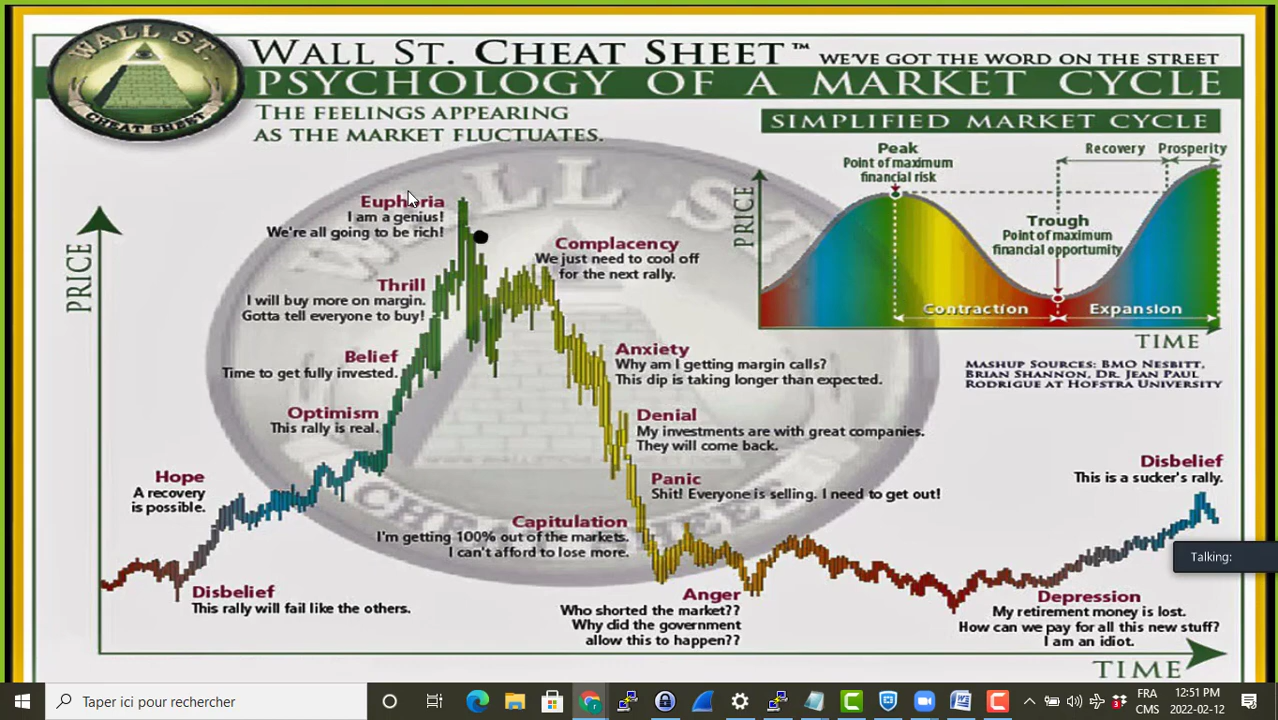 WALL ST.
CHEAT SHEET
WALL ST. CHEAT SHEET™ WE'VE GOT THE WORD ON THE STREET
PSYCHOLOGY OF A MARKET CYCLE
THE FEELINGS APPEARING
AS THE MARKET FLUCTUATES.
SIMPLIFIED MARKET CYCLE
Peak
Point of maximum
financial risk
Recovery
Prosperity
Trough
Point of maximum
financial opportunity
PRICE
Contraction
Expansion
TIME
MASHUP SOURCES: BMO NESBITT,
BRIAN SHANNON, DR. JEAN PAUL
RODRIGUE AT HOFSTRA UNIVERSITY
WALL ST
CHEAT SHEET
PRICE
Euphoria
I am a genius!
We're all going to be rich!
Complacency
We just need to cool off
for the next rally.
Thrill
I will buy more on margin.
Gotta tell everyone to buy!
Belief
Time to get fully invested.
Anxiety
Why am I getting margin calls?
This dip is taking longer than expected.
Optimism
This rally is real.
Denial
My investments are with great companies.
They will come back.
Hope
A recovery
is possible.
Panic
Shit! Everyone is selling. I need to get out!
Disbelief
This is a sucker's rally.
Capitulation
I'm getting 100% out of the markets.
I can't afford to lose more.
Talking:
Disbelief
This rally will fail like the others.
Anger
Who shorted the market??
Why did the government
allow this to happen??
Depression
My retirement money is lost.
How can we pay for all this new stuff?
I am an idiot.
TIME
Taper ici pour rechercher
FRA
CMS
12:51 PM
2022-02-12